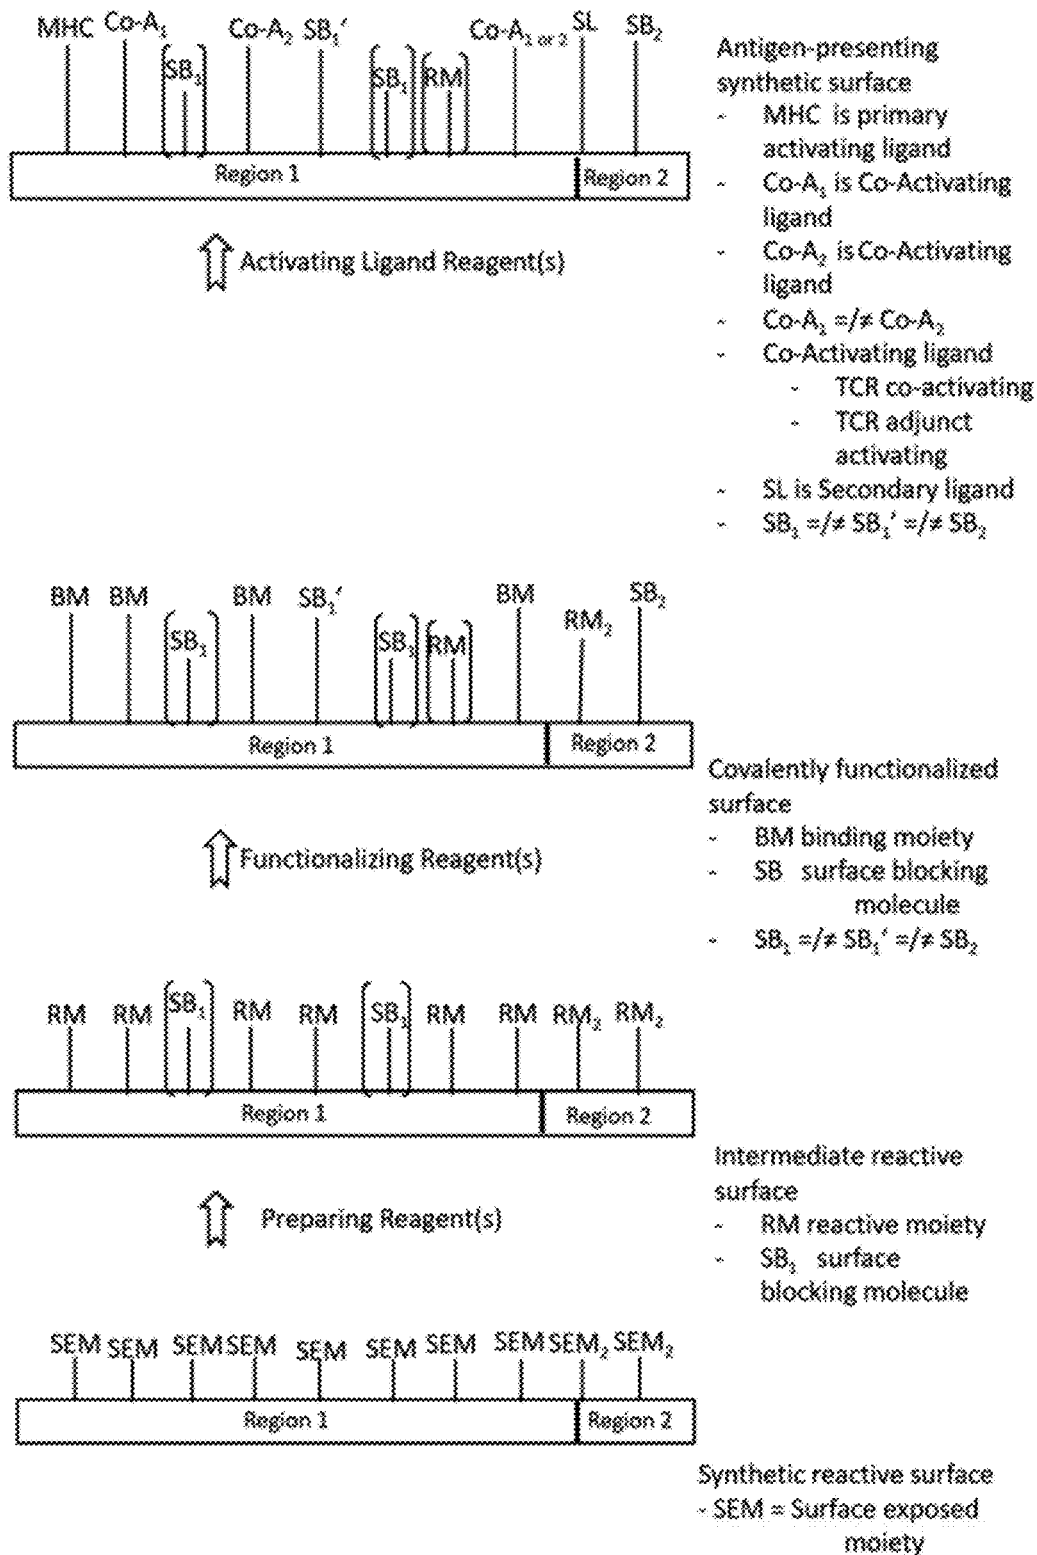 MHC Co-A₁ [SB₁] Co-A₂ SB₁′ [SB₁] [RM] Co-A₁ or 2 SL SB₂
Region 1 Region 2
Activating Ligand Reagent(s)
Antigen-presenting
synthetic surface
- MHC is primary
activating ligand
- Co-A₁ is Co-Activating
ligand
- Co-A₂ is Co-Activating
ligand
- Co-A₁ =/≠ Co-A₂
- Co-Activating ligand
- TCR co-activating
- TCR adjunct
activating
- SL is Secondary ligand
- SB₁ =/≠ SB₁′ =/≠ SB₂
BM BM [SB₁] BM SB₁′ [SB₁] [RM] BM RM₂ SB₂
Region 1 Region 2
Functionalizing Reagent(s)
Covalently functionalized
surface
- BM binding moiety
- SB surface blocking
molecule
- SB₁ =/≠ SB₁′ =/≠ SB₂
RM RM [SB₁] RM RM [SB₁] RM RM RM₂ RM₂
Region 1 Region 2
Preparing Reagent(s)
Intermediate reactive
surface
- RM reactive moiety
- SB₁ surface
blocking molecule
SEM SEM SEM SEM SEM SEM SEM SEM SEM₂ SEM₂
Region 1 Region 2
Synthetic reactive surface
- SEM = Surface exposed
moiety